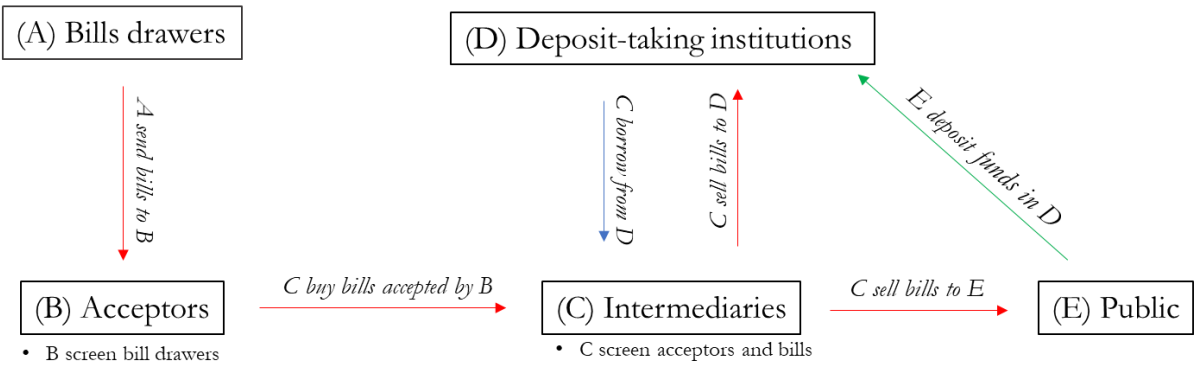 (A) Bills drawers
(D) Deposit-taking institutions
A send bills to B
C borrow from D
C sell bills to D
E deposit funds in D
C buy bills accepted by B
C sell bills to E
(B) Acceptors
(C) Intermediaries
(E) Public
• B screen bill drawers
• C screen acceptors and bills